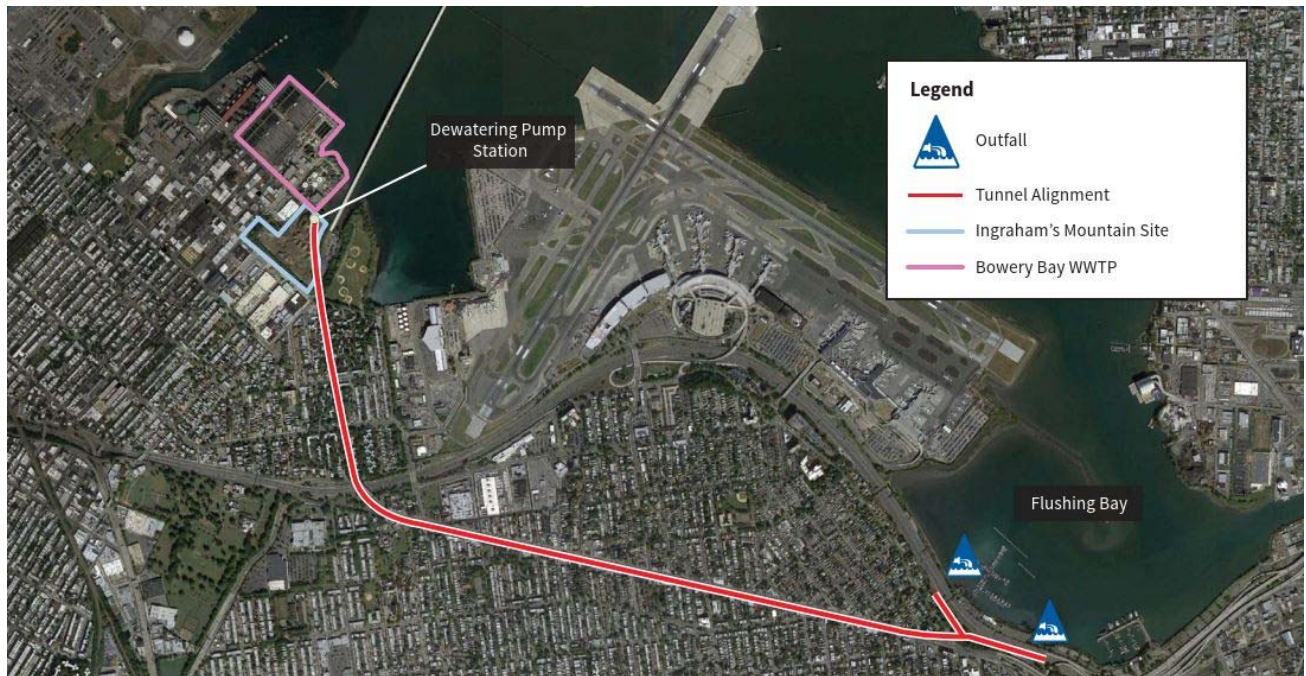 Legend
Outfall
Tunnel Alignment
Ingraham's Mountain Site
Bowery Bay WWTP
Dewatering Pump
Station
Flushing Bay